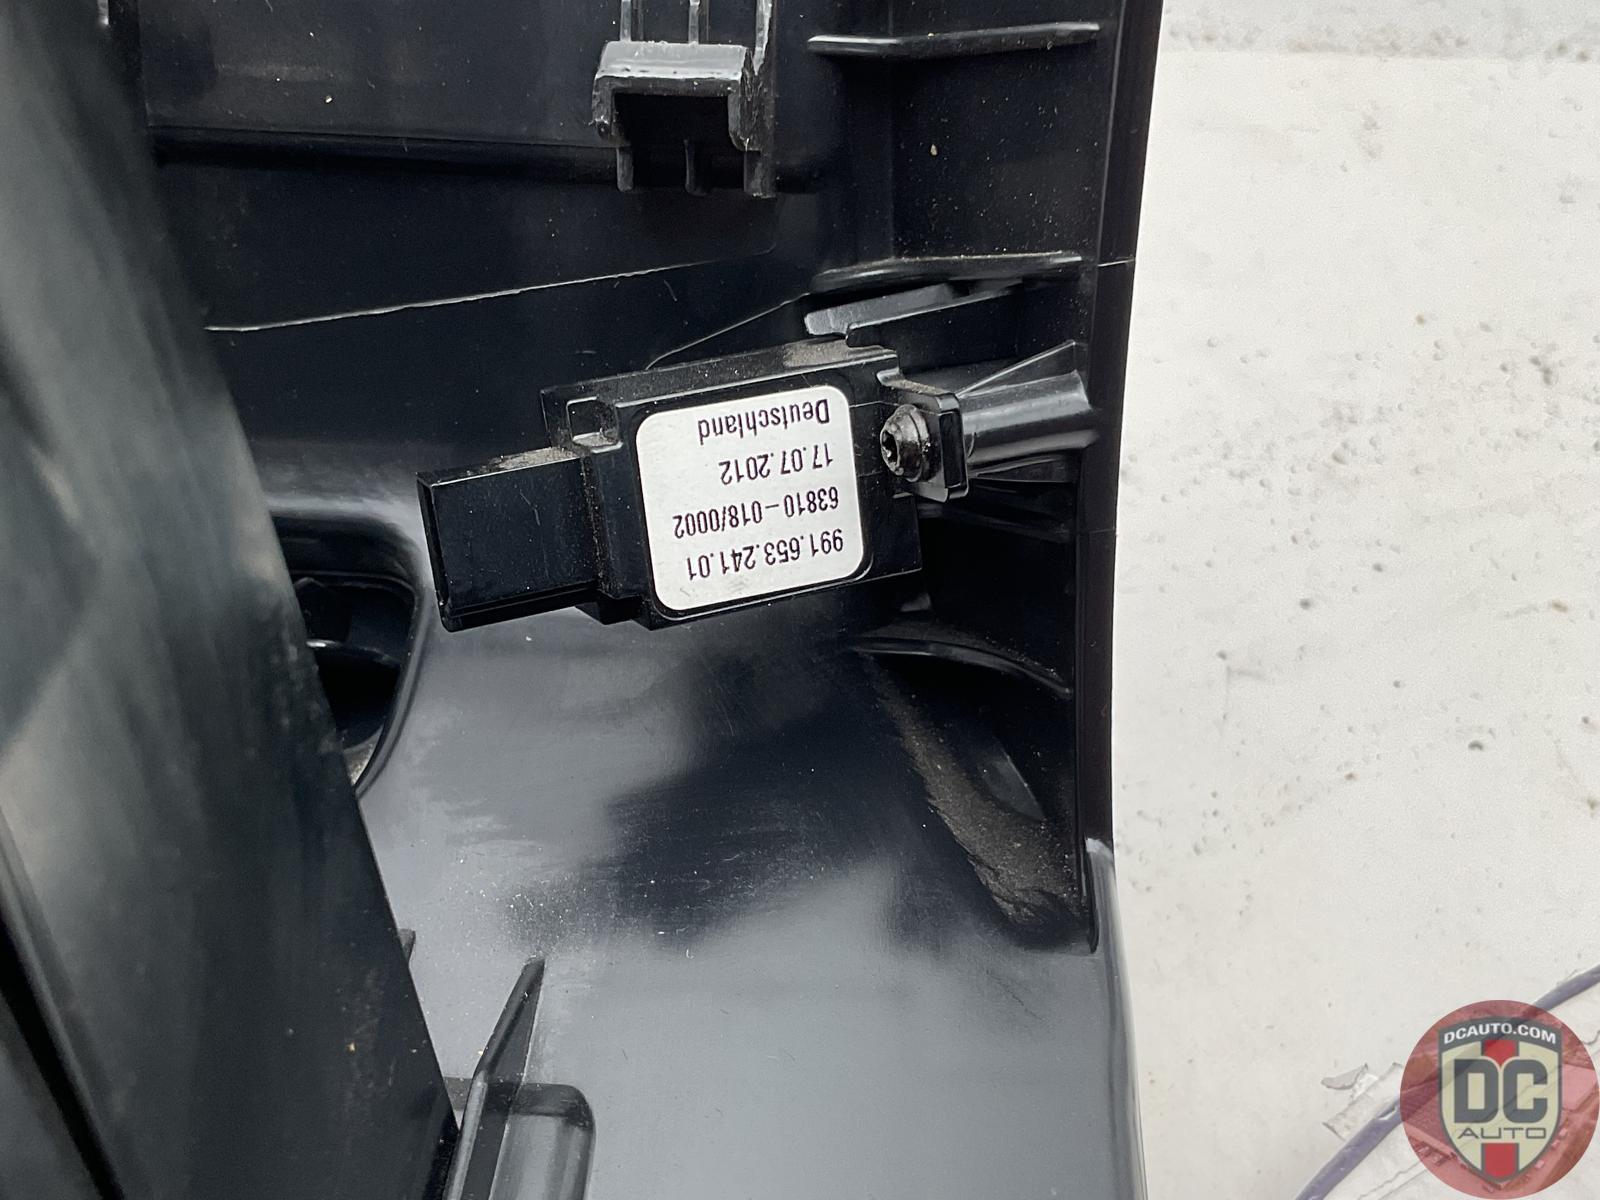 991.653.241.01
63810-018/0002
17.07.2012
Deutschland
DCAUTO.COM
DC
AUTO